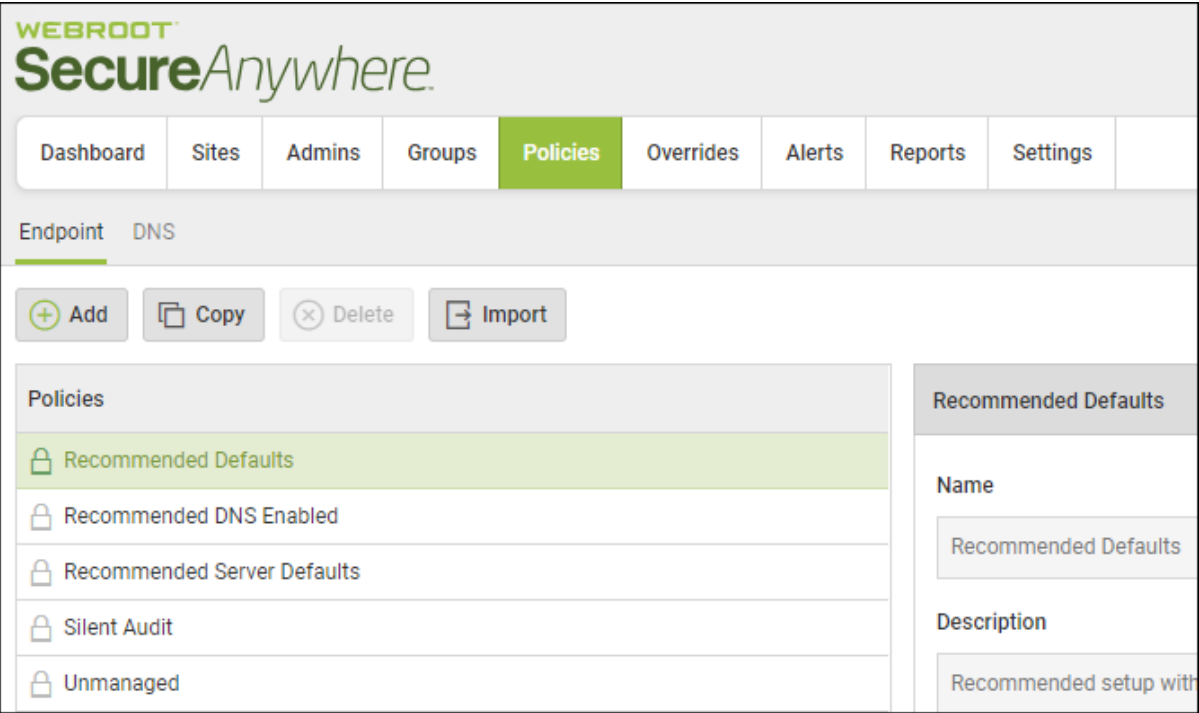 WEBROOT
SecureAnywhere.
Dashboard Sites Admins Groups Policies Overrides Alerts Reports Settings
Endpoint DNS
Add Copy Delete Import
Policies
Recommended Defaults
Recommended DNS Enabled
Recommended Server Defaults
Silent Audit
Unmanaged
Recommended Defaults
Name
Recommended Defaults
Description
Recommended setup with